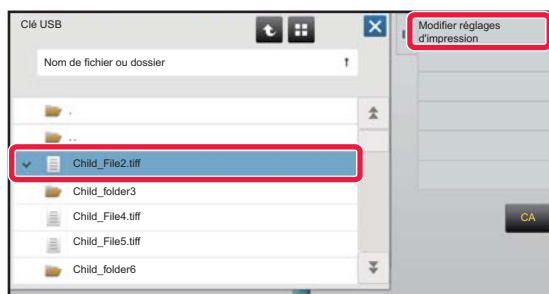 Clé USB
Modifier réglages
d'impression
Nom de fichier ou dossier
.
..
Child_File2.tiff
Child_folder3
Child_File4.tiff
Child_File5.tiff
Child_folder6
CA